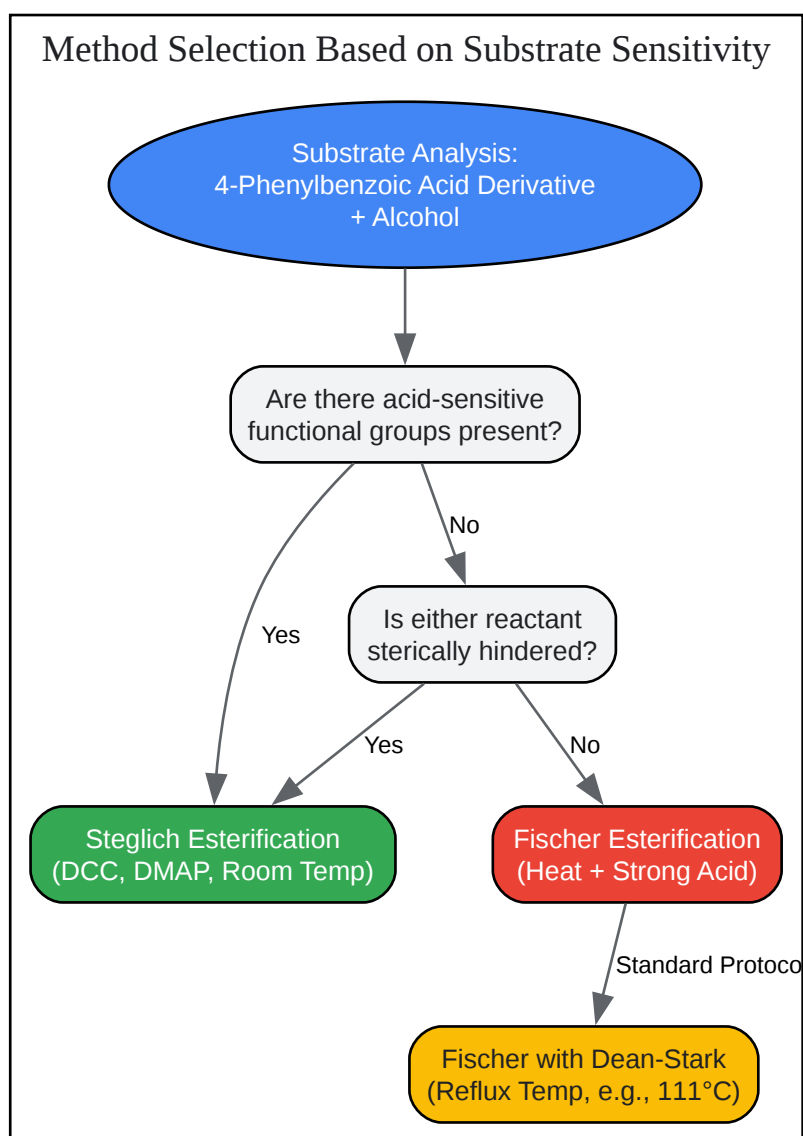 Method Selection Based on Substrate Sensitivity
Substrate Analysis:
4-Phenylbenzoic Acid Derivative
+ Alcohol
Are there acid-sensitive
functional groups present?
No
Is either reactant
sterically hindered?
Yes
Yes
No
Steglich Esterification
(DCC, DMAP, Room Temp)
Fischer Esterification
(Heat + Strong Acid)
Standard Protoco
Fischer with Dean-Stark
(Reflux Temp, e.g., 111°C)